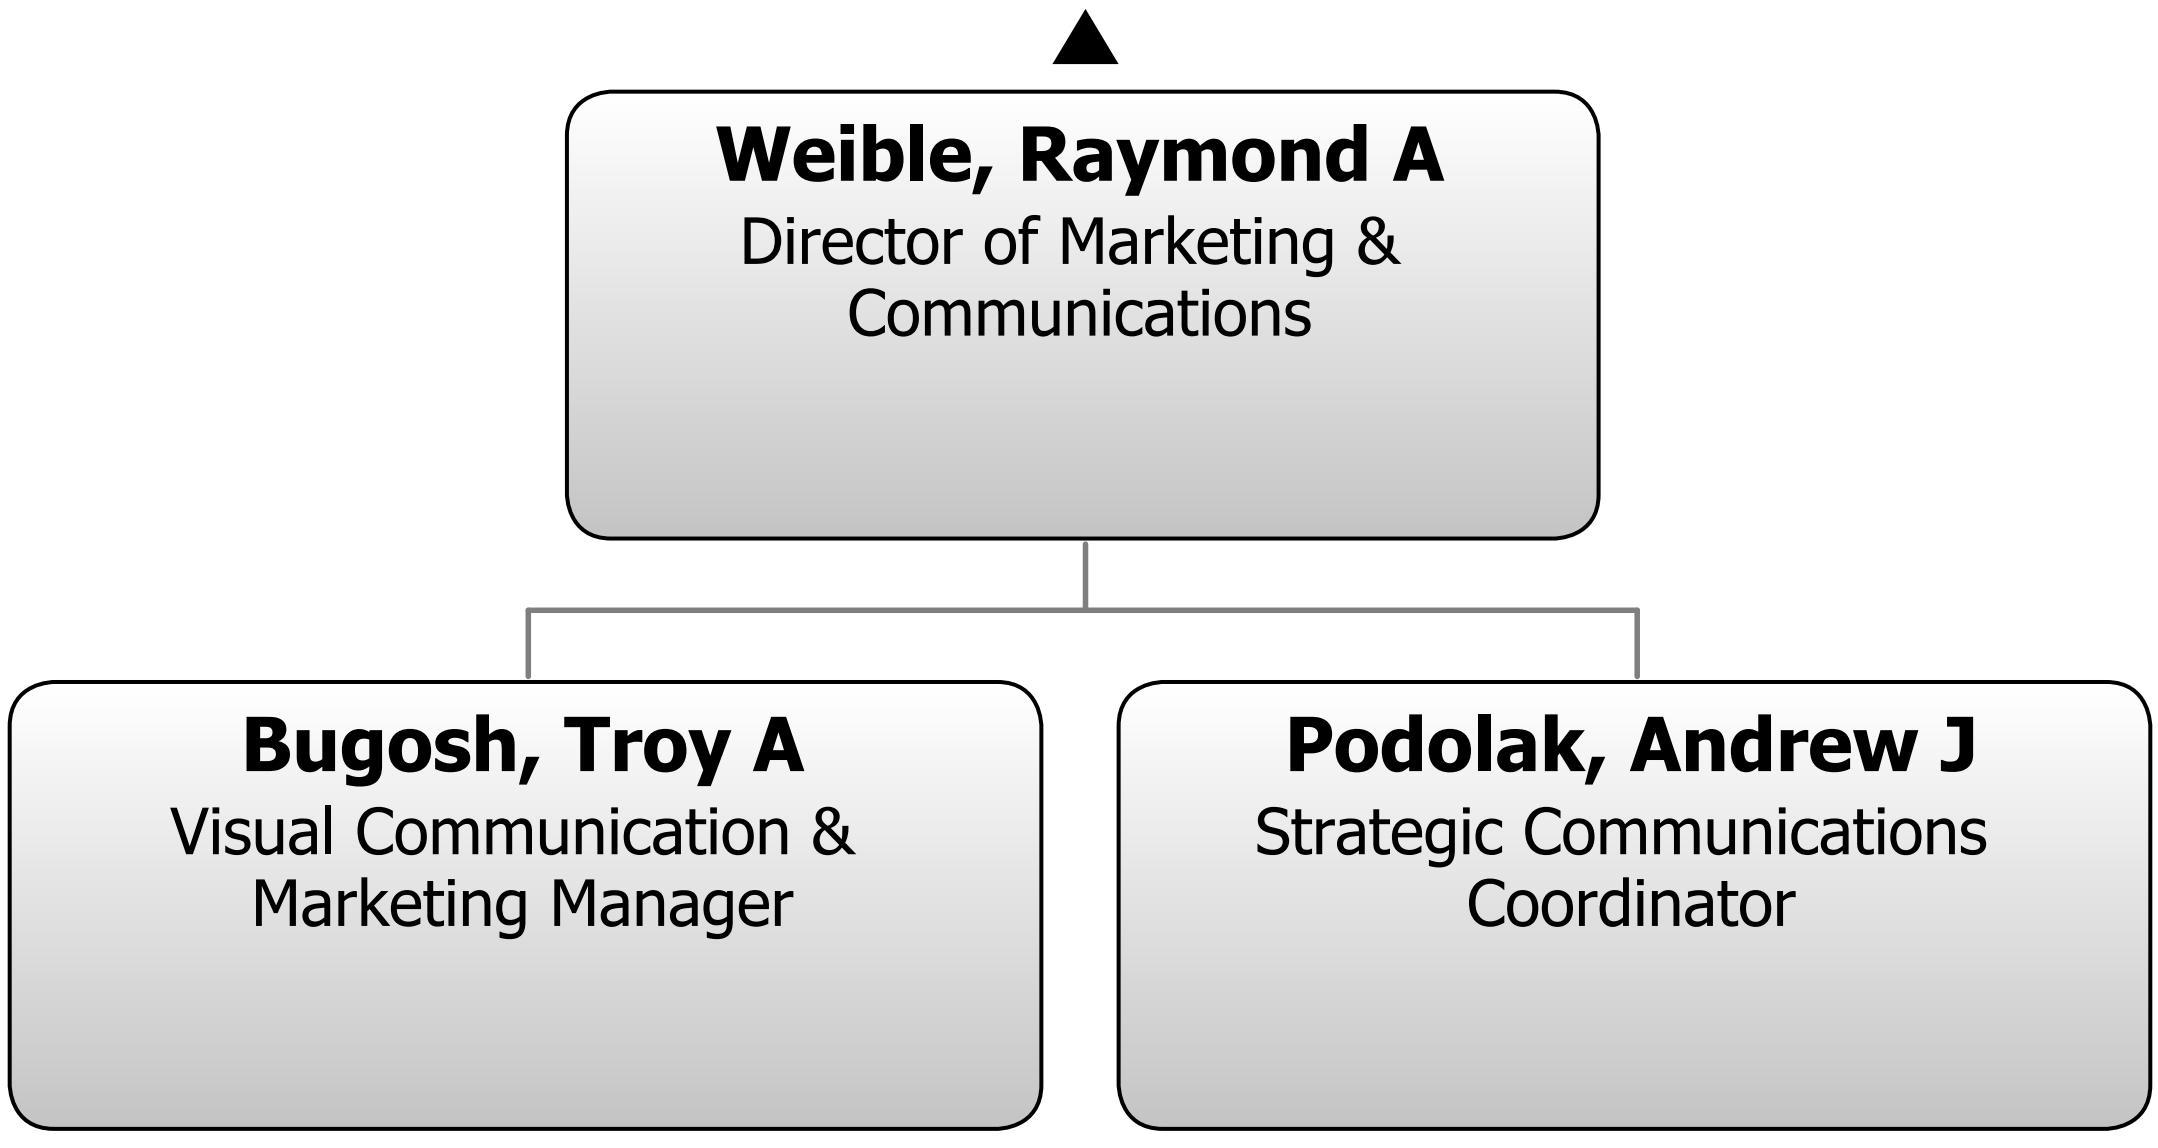 Weible, Raymond A
Director of Marketing &
Communications
Bugosh, Troy A
Visual Communication &
Marketing Manager
Podolak, Andrew J
Strategic Communications
Coordinator